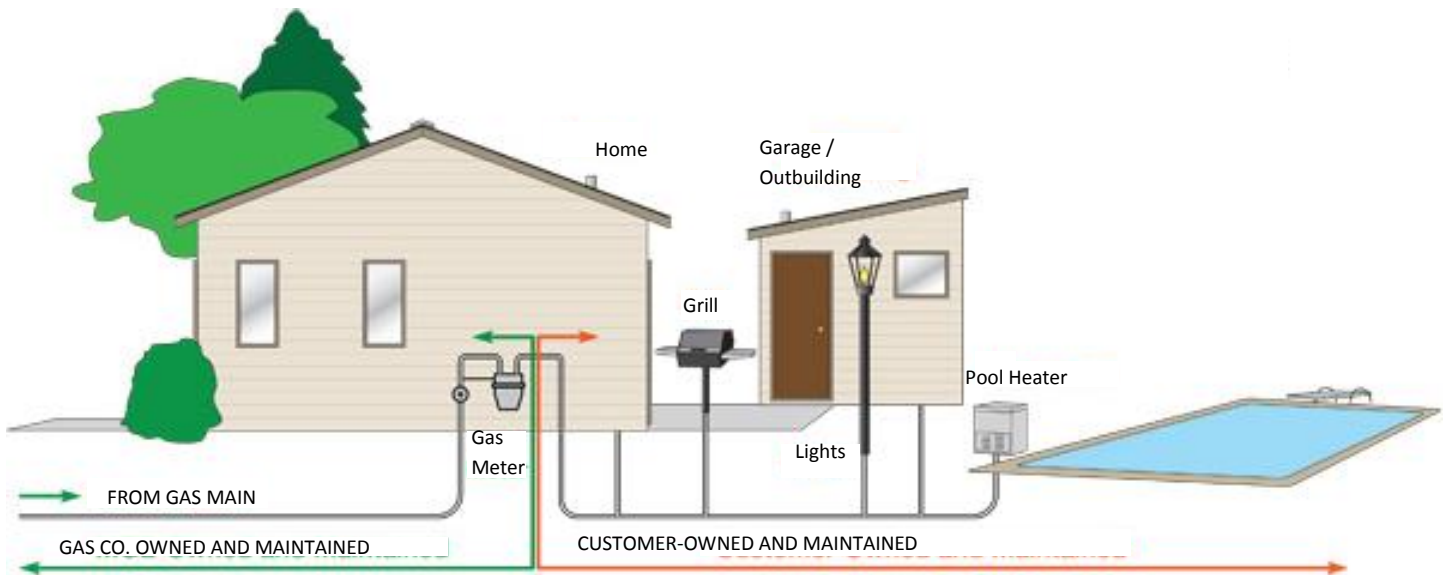 Home
Garage /
Outbuilding
Grill
Pool Heater
Gas
Meter
Lights
FROM GAS MAIN
GAS CO. OWNED AND MAINTAINED
CUSTOMER-OWNED AND MAINTAINED